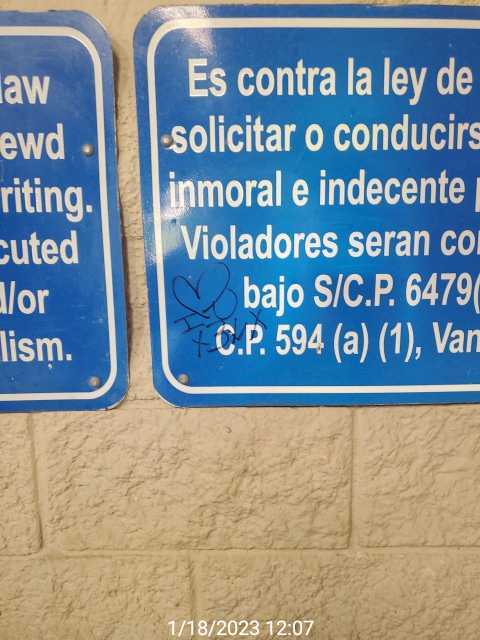 law
ewd
riting.
cuted
d/or
lism.
Es contra la ley de
solicitar o conducirs
inmoral e indecente p
Violadores seran con
bajo S/C.P. 6479(
C.P. 594 (a) (1), Van
1/18/2023 12:07